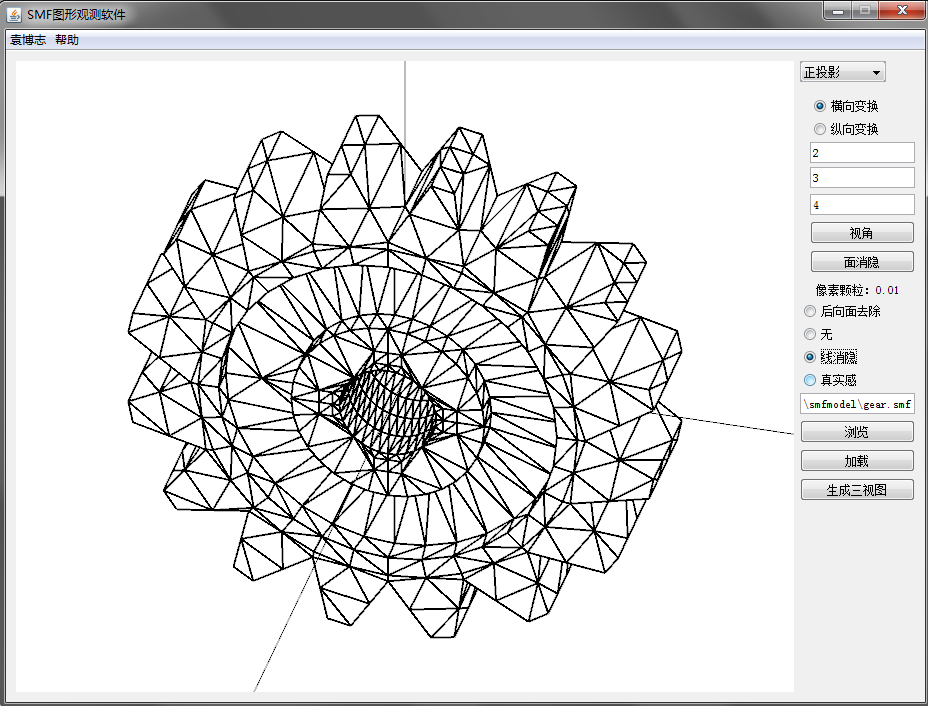 SMF图形观测软件
袁博志 帮助
正投影
横向变换
纵向变换
2
3
4
视角
面消隐
像素颗粒: 0.01
后向面去除
无
线消隐
真实感
\smfmodel\gear.smf
浏览
加载
生成三视图